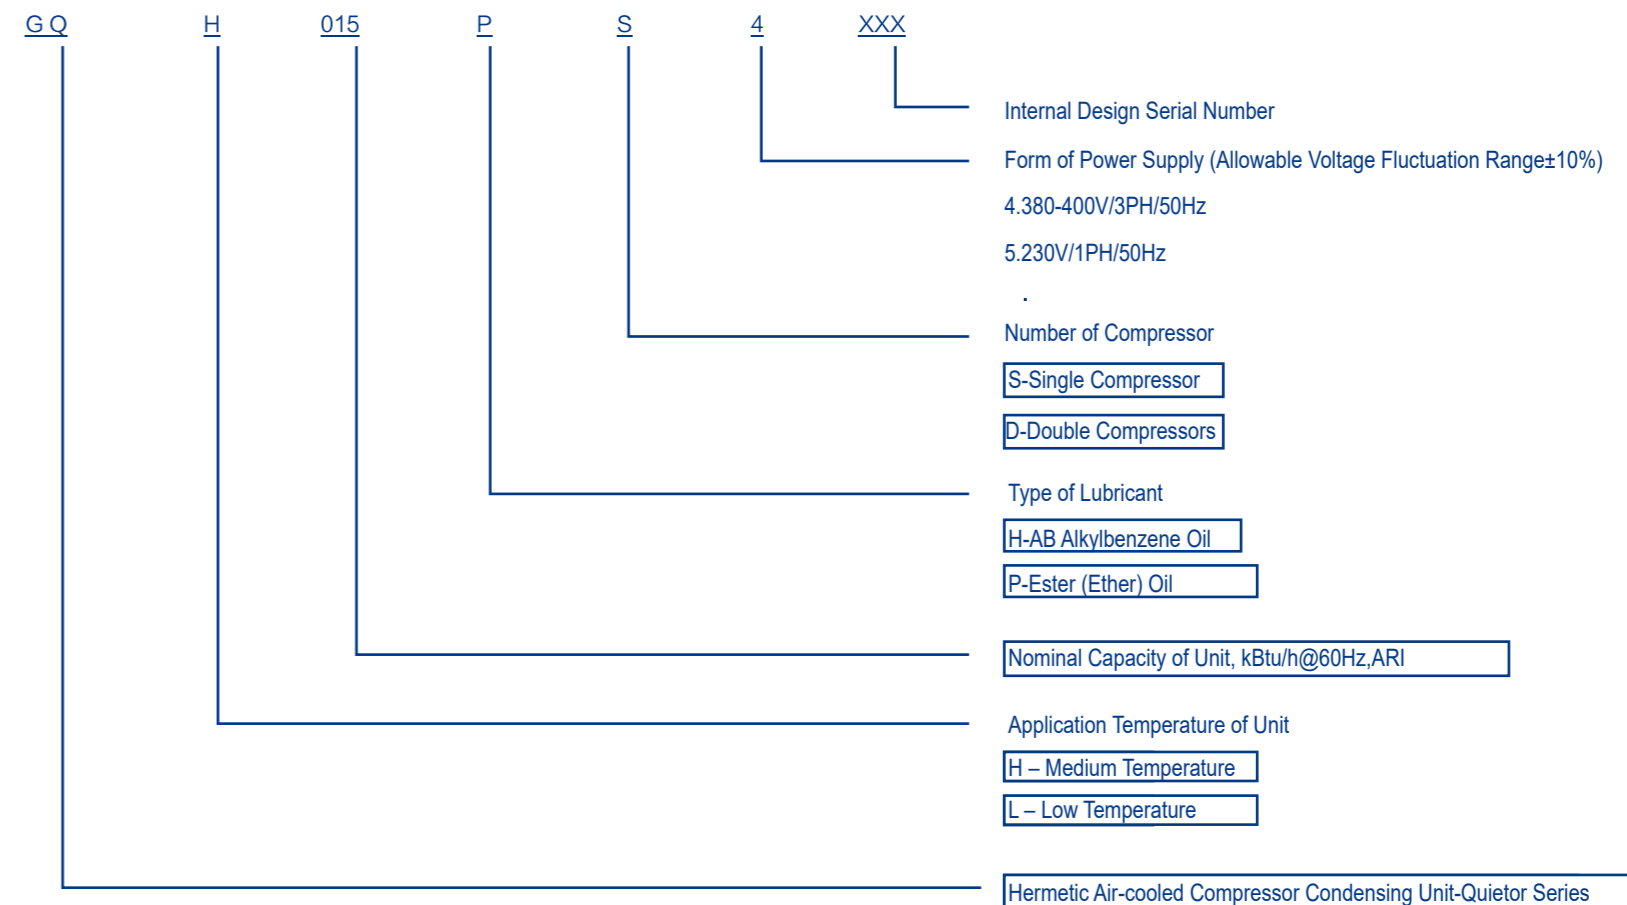 GQ H 015 P S 4 XXX
Internal Design Serial Number
Form of Power Supply (Allowable Voltage Fluctuation Range±10%)
4.380-400V/3PH/50Hz
5.230V/1PH/50Hz
.
Number of Compressor
S-Single Compressor
D-Double Compressors
Type of Lubricant
H-AB Alkylbenzene Oil
P-Ester (Ether) Oil
Nominal Capacity of Unit, kBtu/h@60Hz,ARI
Application Temperature of Unit
H – Medium Temperature
L – Low Temperature
Hermetic Air-cooled Compressor Condensing Unit-Quietor Series